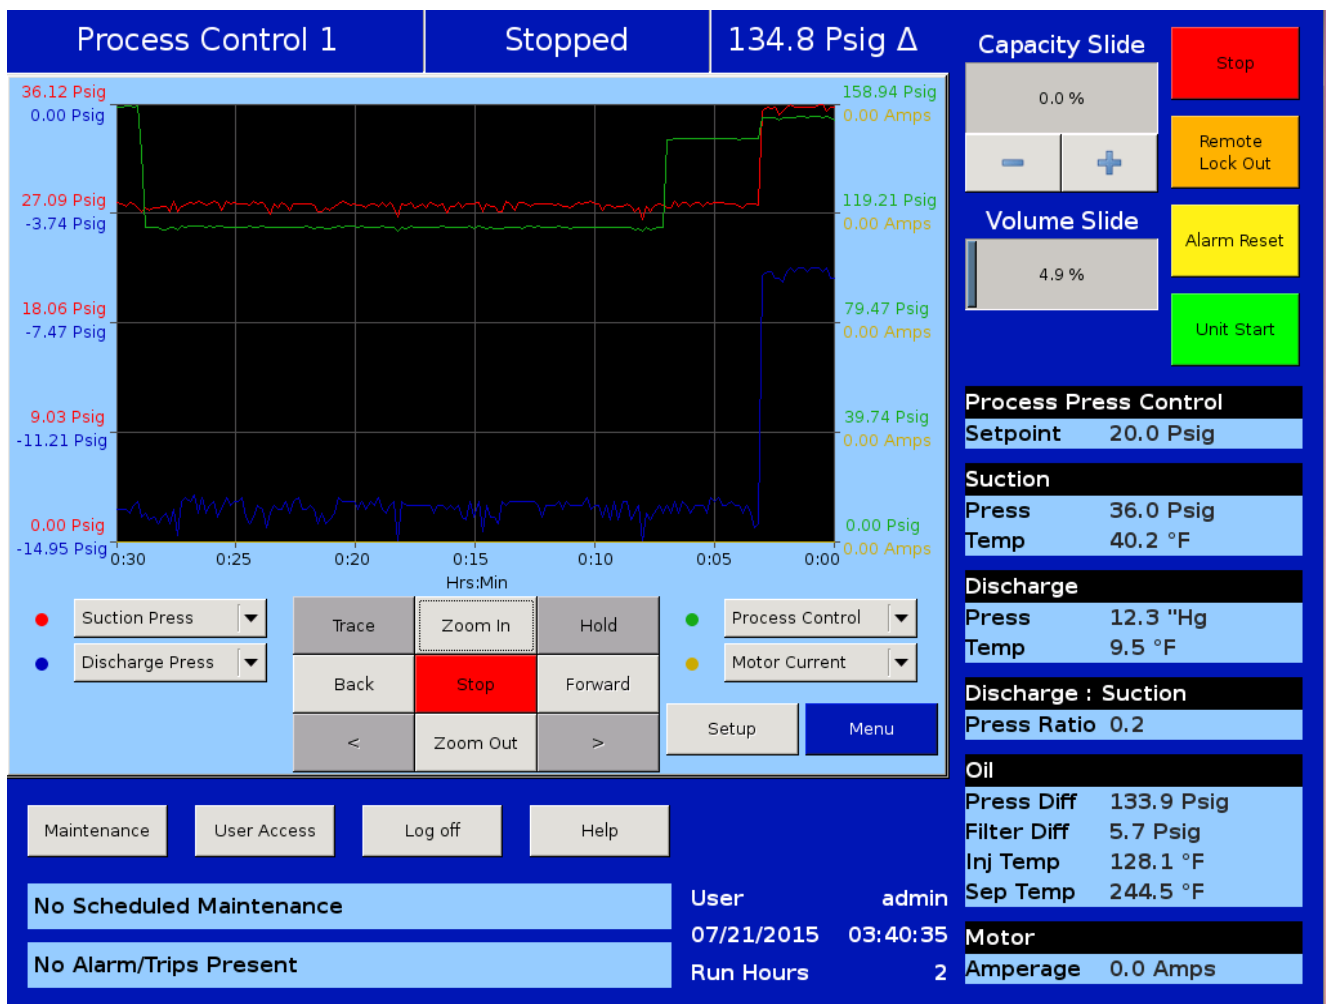 Process Control 1
Stopped
134.8 Psig Δ
36.12 Psig
0.00 Psig
158.94 Psig
0.00 Amps
27.09 Psig
-3.74 Psig
119.21 Psig
0.00 Amps
18.06 Psig
-7.47 Psig
79.47 Psig
0.00 Amps
9.03 Psig
-11.21 Psig
39.74 Psig
0.00 Amps
0.00 Psig
-14.95 Psig
0.00 Psig
0.00 Amps
0:30 0:25 0:20 0:15 0:10 0:05 0:00
Hrs:Min
Suction Press
Discharge Press
Trace Zoom In Hold
Back Stop Forward
< Zoom Out >
Process Control
Motor Current
Setup Menu
Maintenance User Access Log off Help
No Scheduled Maintenance
No Alarm/Trips Present
User admin
07/21/2015 03:40:35
Run Hours 2
Capacity Slide
0.0 %
− +
Volume Slide
4.9 %
Stop
Remote
Lock Out
Alarm Reset
Unit Start
Process Press Control
Setpoint 20.0 Psig
Suction
Press 36.0 Psig
Temp 40.2 °F
Discharge
Press 12.3 "Hg
Temp 9.5 °F
Discharge : Suction
Press Ratio 0.2
Oil
Press Diff 133.9 Psig
Filter Diff 5.7 Psig
Inj Temp 128.1 °F
Sep Temp 244.5 °F
Motor
Amperage 0.0 Amps